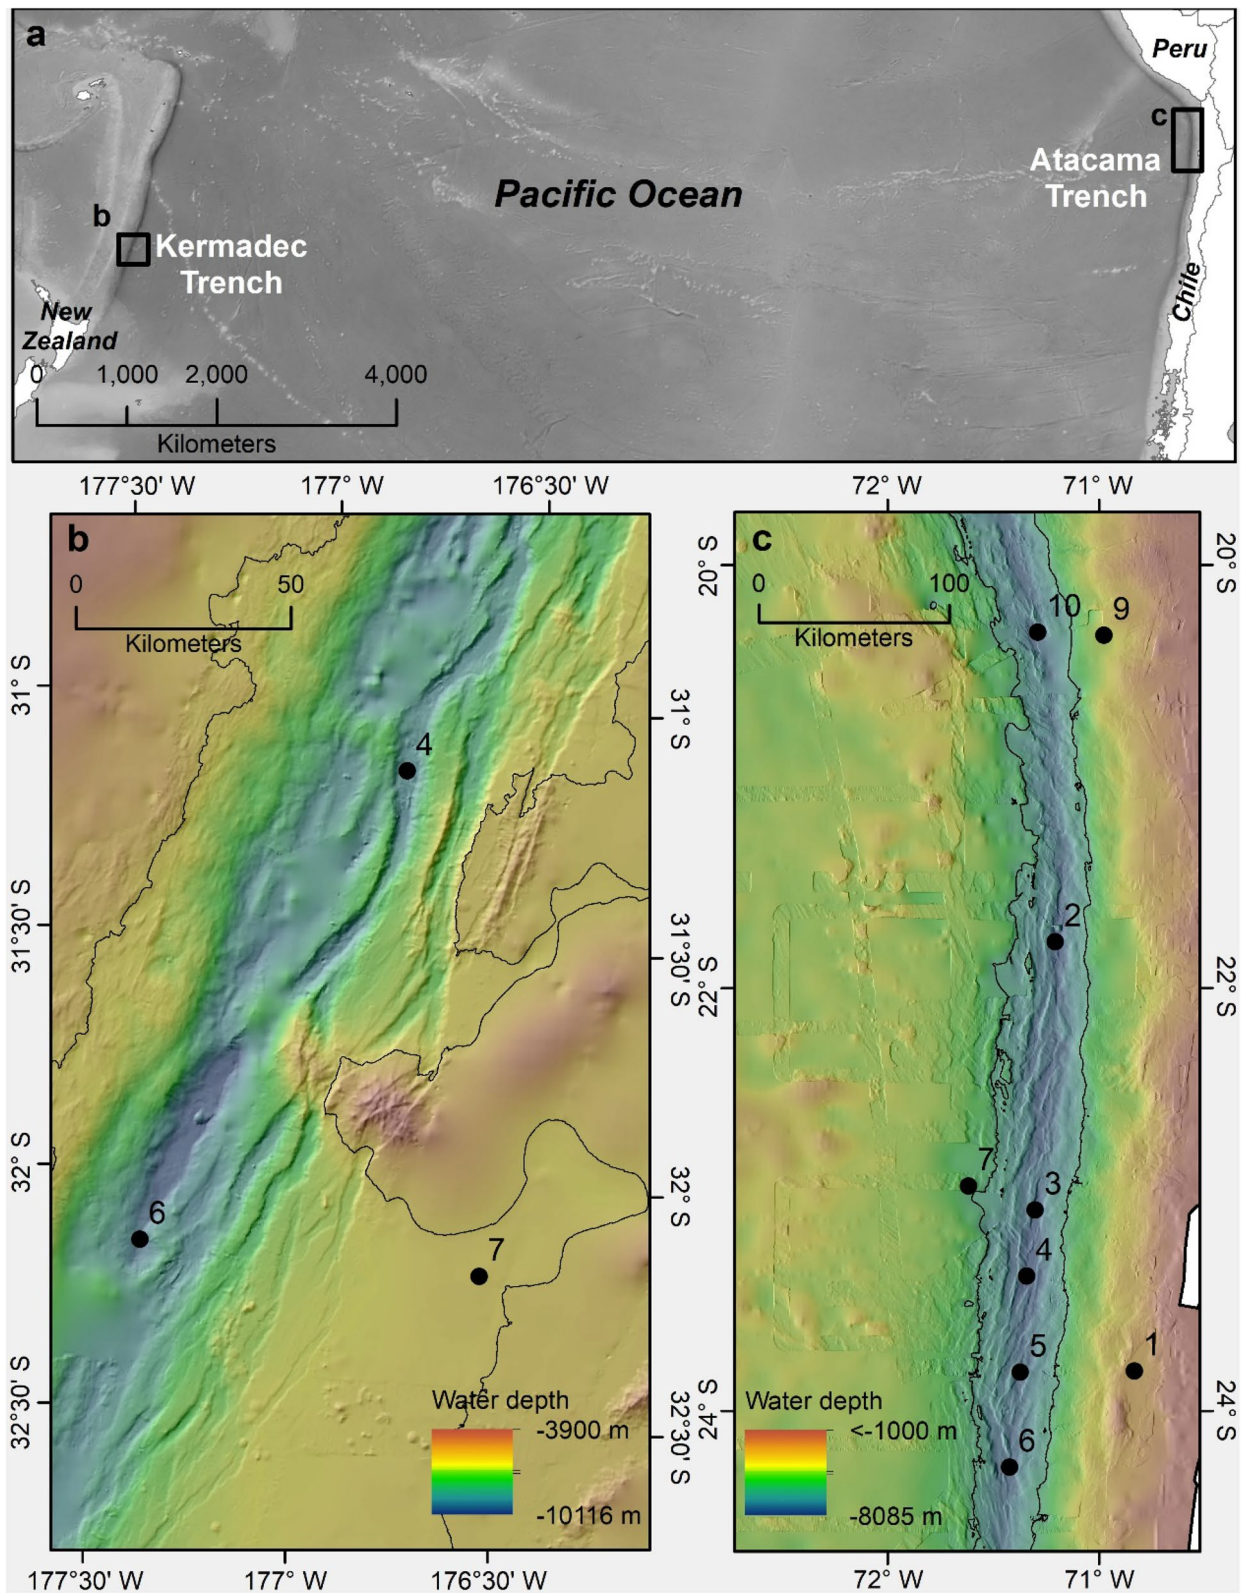 a
Peru
c
Atacama
Trench
Pacific Ocean
b
Kermadec
Trench
Chile
New
Zealand
0 1,000 2,000 4,000
Kilometers
177°30' W 177° W 176°30' W
b
0 50
Kilometers
31° S
31° S
4
31°30' S
31°30' S
32° S
32° S
6
7
32°30' S
32°30' S
Water depth
-3900 m
-10116 m
177°30' W 177° W 176°30' W
72° W 71° W
c
20° S
20° S
0 100
Kilometers
10 9
2
22° S
22° S
7
3
4
5 1
24° S
24° S
6
Water depth
<-1000 m
-8085 m
72° W 71° W